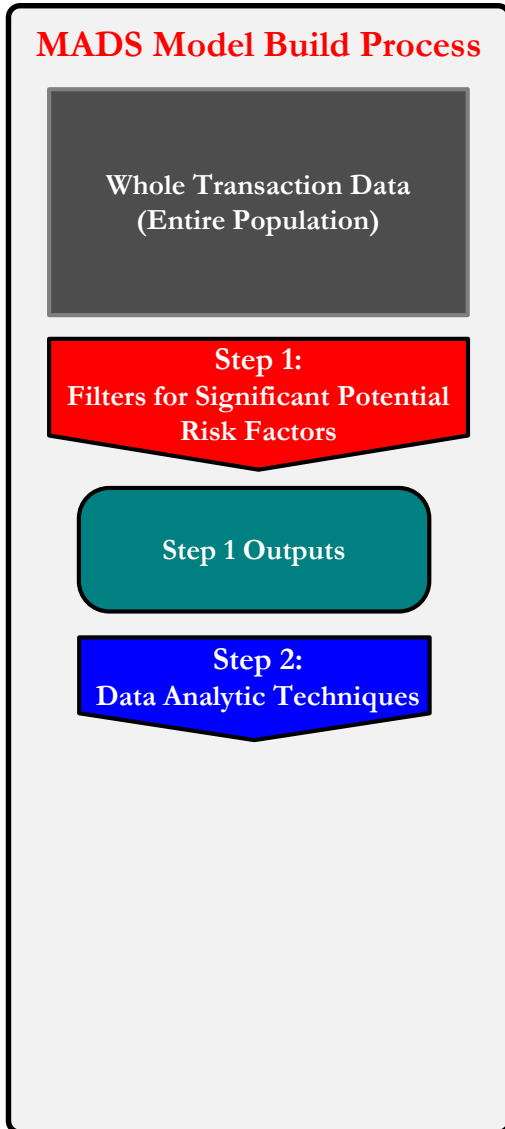 MADS Model Build Process
Whole Transaction Data
(Entire Population)
Step 1:
Filters for Significant Potential
Risk Factors
Step 1 Outputs
Step 2:
Data Analytic Techniques